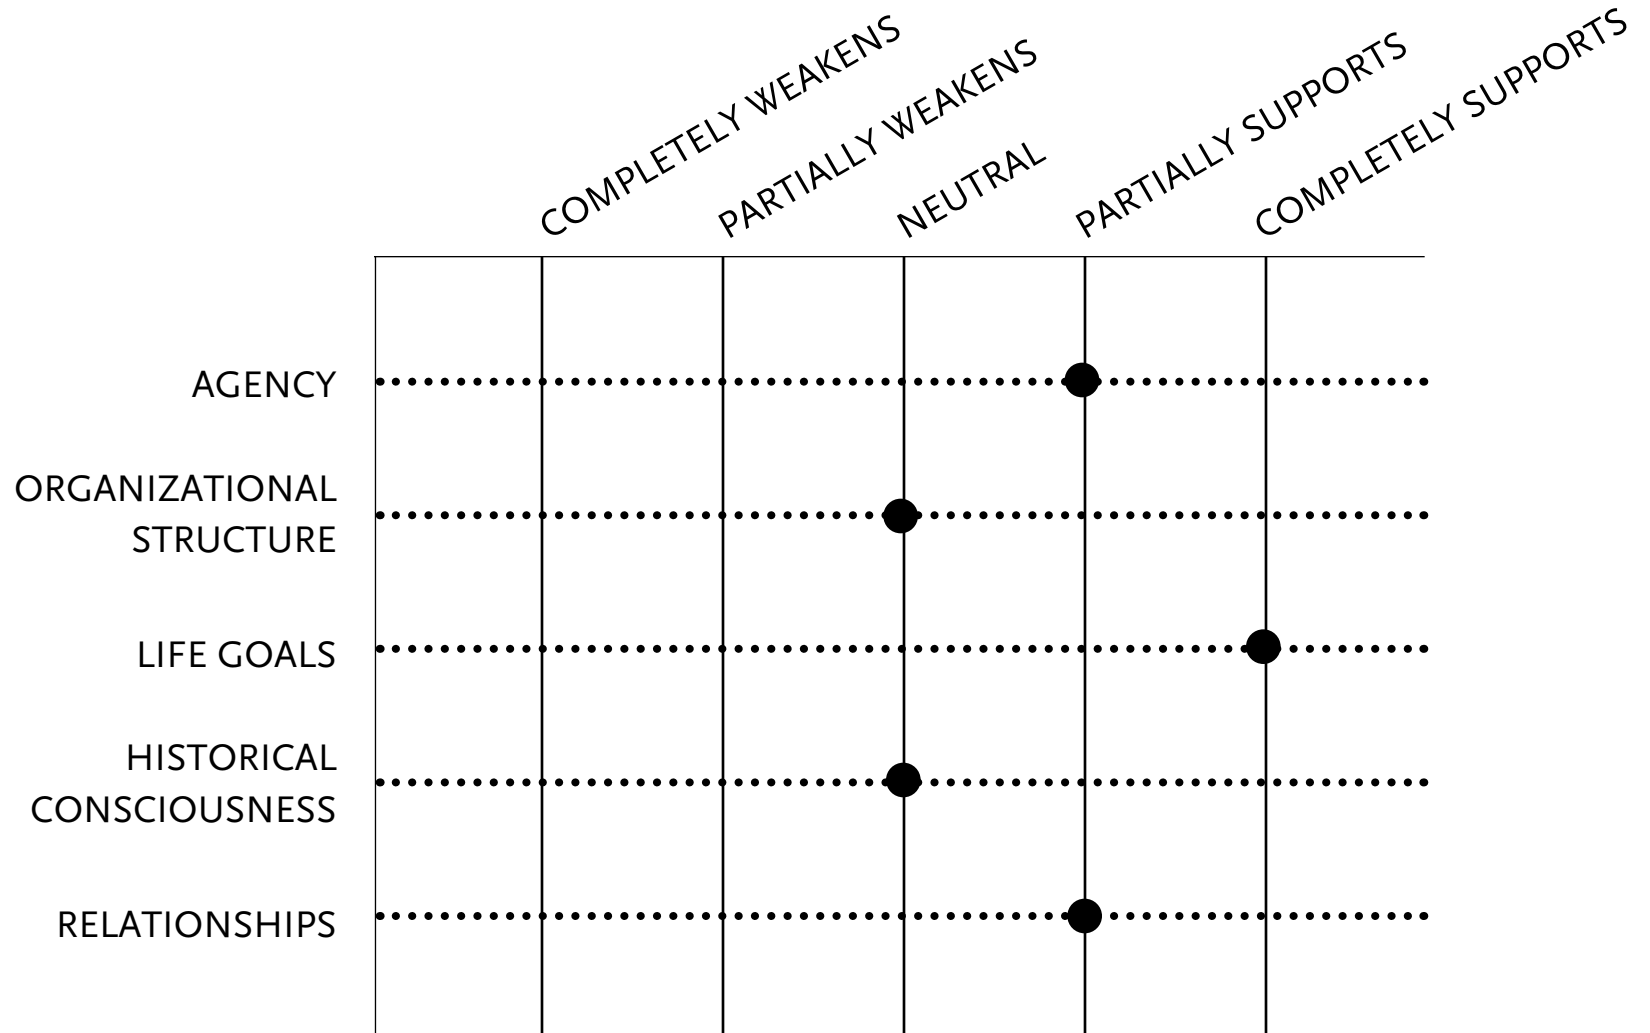 COMPLETELY WEAKENS
PARTIALLY WEAKENS
NEUTRAL
PARTIALLY SUPPORTS
COMPLETELY SUPPORTS
AGENCY
ORGANIZATIONAL
STRUCTURE
LIFE GOALS
HISTORICAL
CONSCIOUSNESS
RELATIONSHIPS